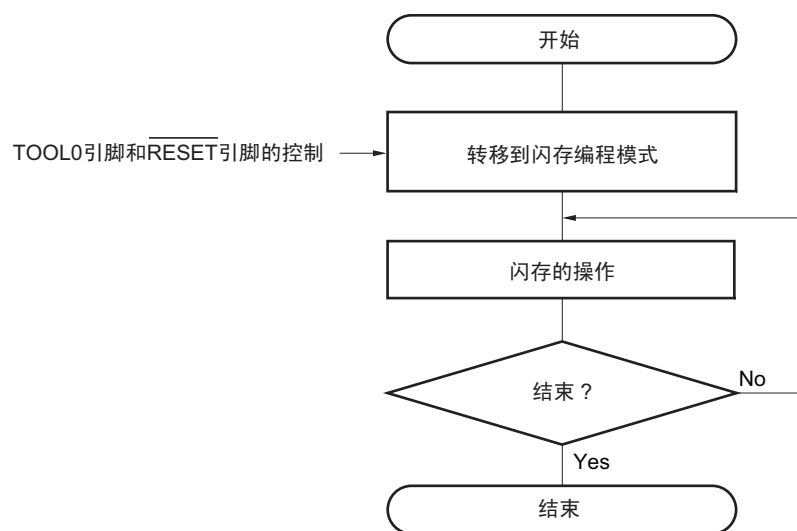 开始
TOOL0引脚和RESET引脚的控制
转移到闪存编程模式
闪存的操作
结束？
No
Yes
结束